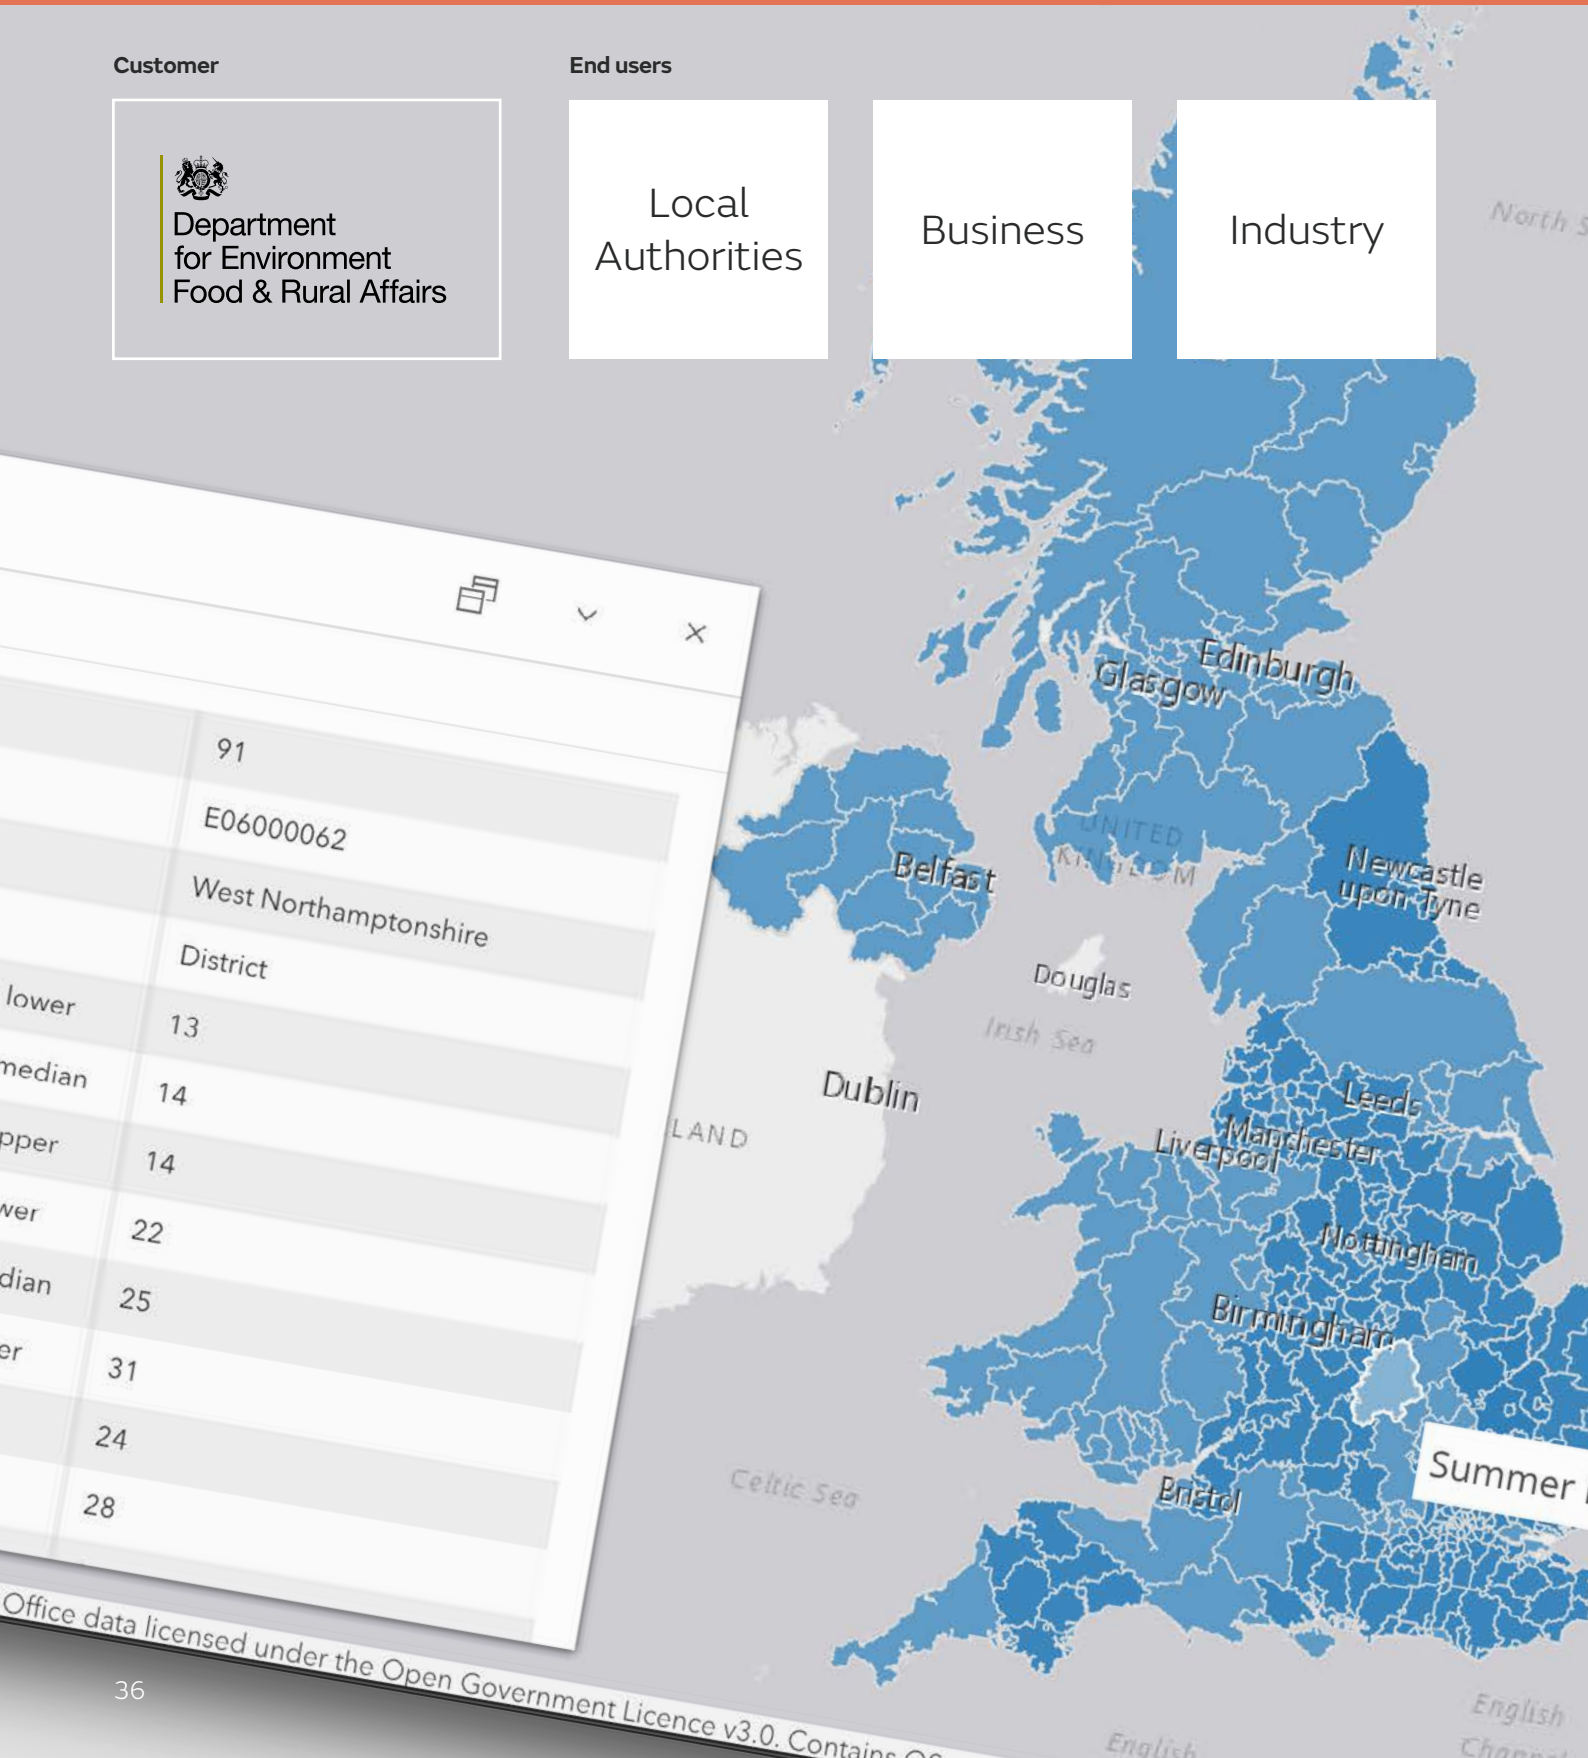 Customer
End users
Department
for Environment
Food & Rural Affairs
Local
Authorities
Business
Industry
North
Edinburgh
Glasgow
UNITED
KINGDOM
Belfast
Newcastle
upon-Tyne
Douglas
Irish Sea
Dublin
LAND
Leeds
Manchester
Liverpool
Nottingham
Birmingham
Bristol
Celtic Sea
Summer
English
English
Channel
91
E06000062
West Northamptonshire
District
lower 13
median 14
pper 14
wer 22
dian 25
er 31
24
28
Office data licensed under the Open Government Licence v3.0. Contains
36